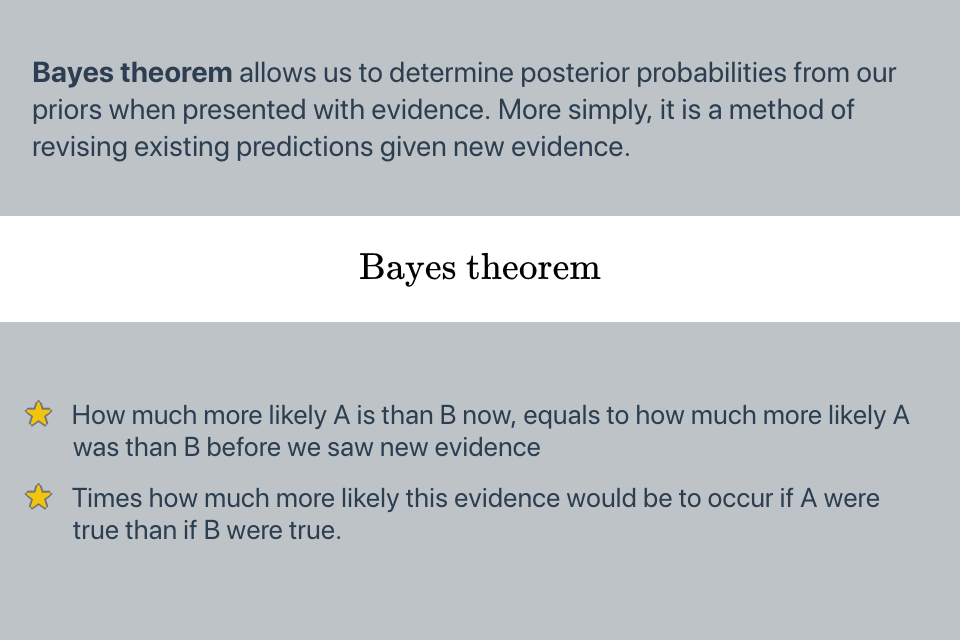 Bayes theorem allows us to determine posterior probabilities from our
priors when presented with evidence. More simply, it is a method of
revising existing predictions given new evidence.
Bayes theorem
How much more likely A is than B now, equals to how much more likely A
was than B before we saw new evidence
Times how much more likely this evidence would be to occur if A were
true than if B were true.